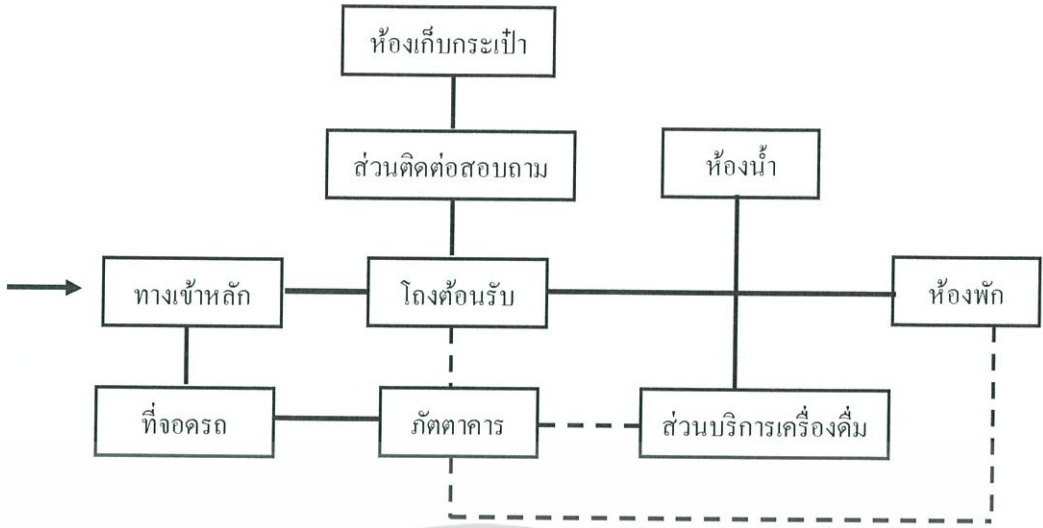 ห้องเก็บกระเป๋า
ส่วนติดต่อสอบถาม
ห้องน้ำ
ทางเข้าหลัก
โถงต้อนรับ
ห้องพัก
ที่จอดรถ
ภัตตาคาร
ส่วนบริการเครื่องดื่ม